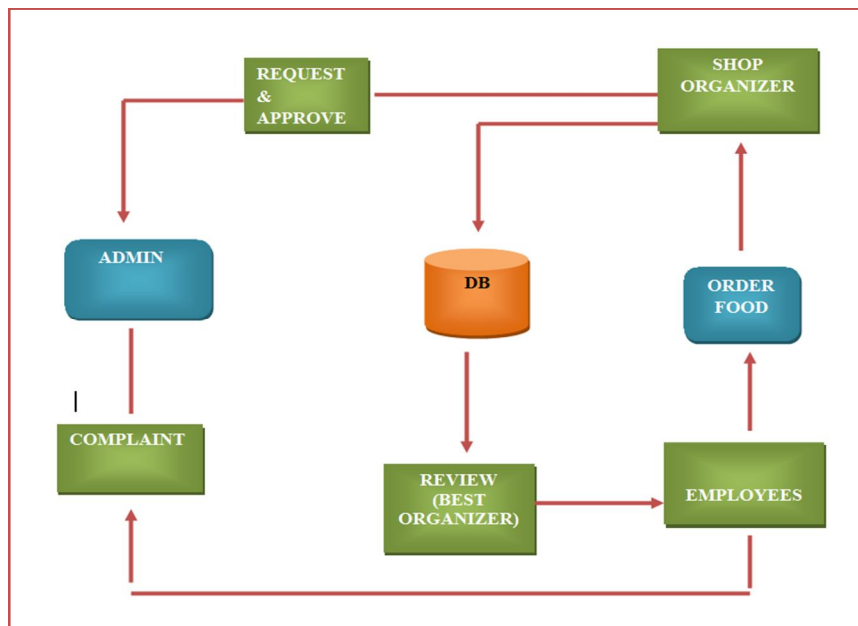 REQUEST
&
APPROVE
SHOP
ORGANIZER
ADMIN
DB
ORDER
FOOD
COMPLAINT
REVIEW
(BEST
ORGANIZER)
EMPLOYEES